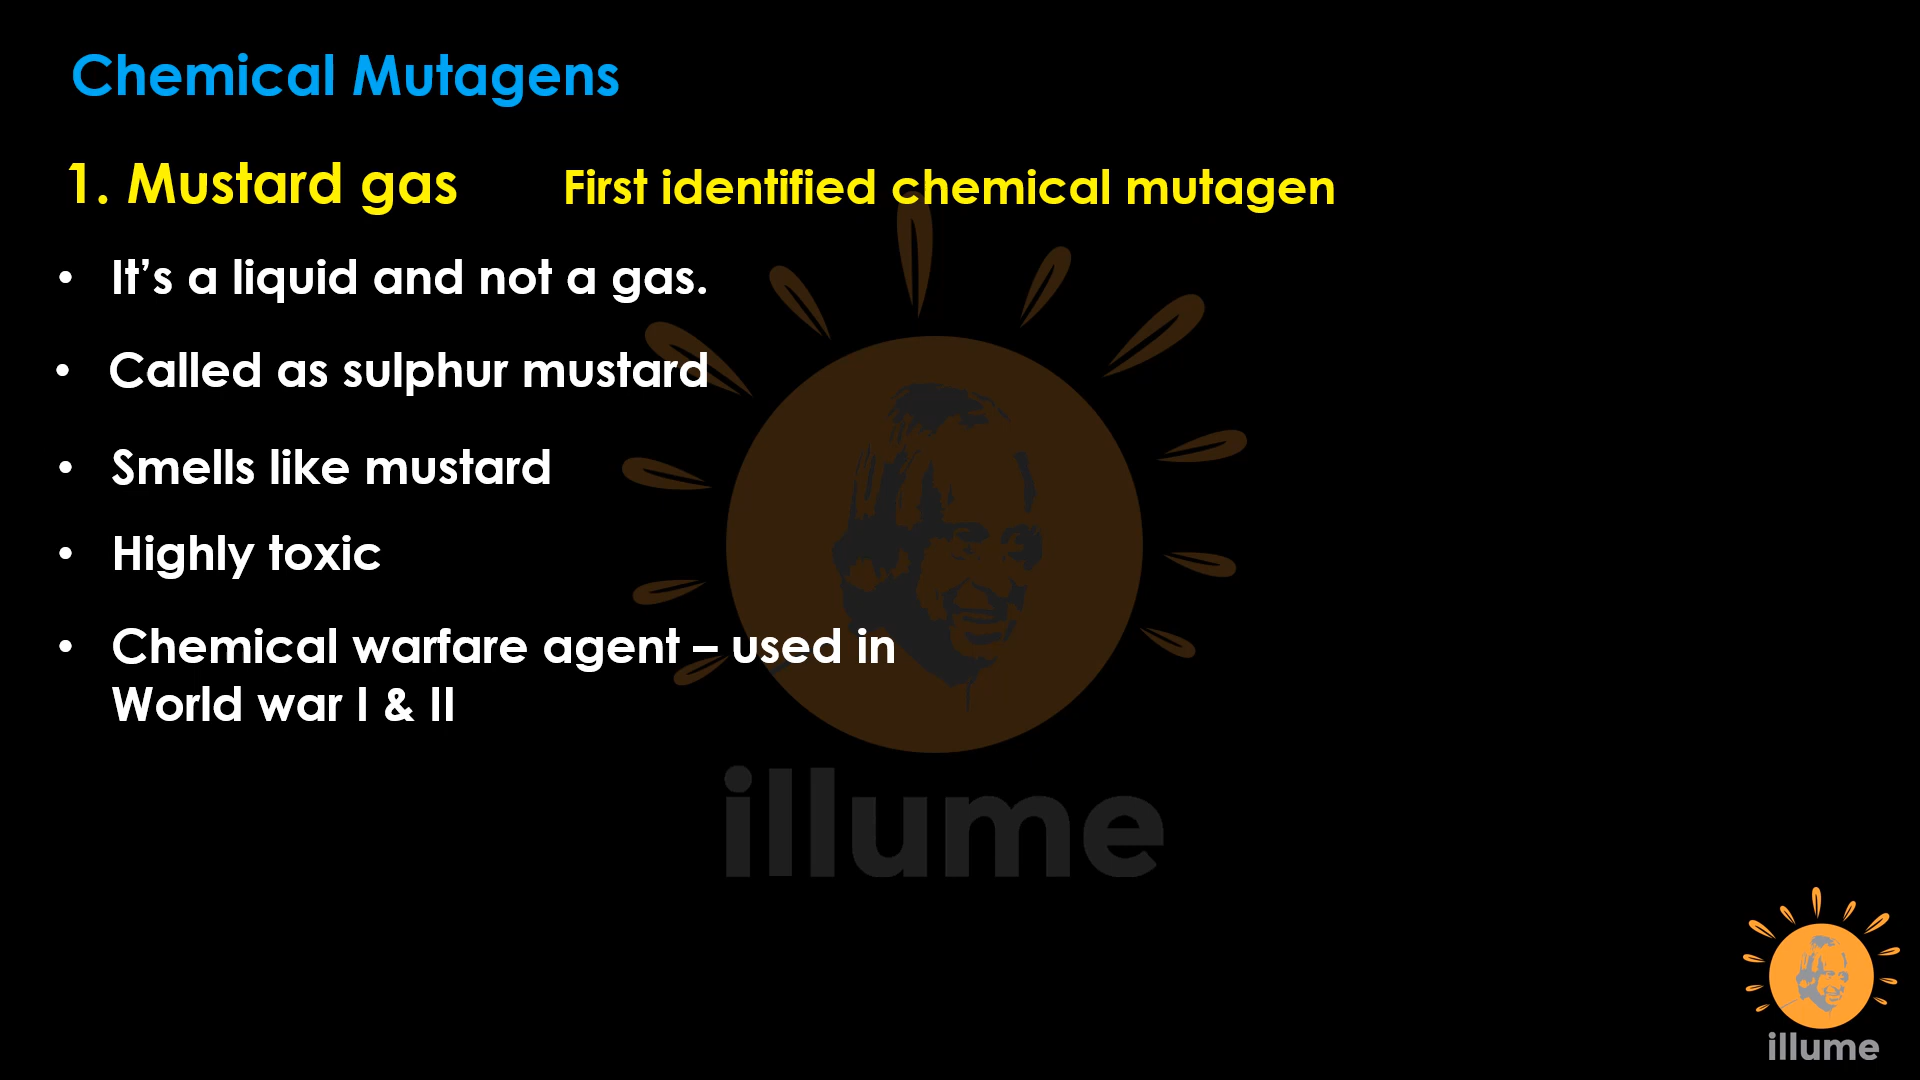 Chemical Mutagens
1. Mustard gas First identified chemical mutagen
• It’s a liquid and not a gas.
• Called as sulphur mustard
• Smells like mustard
• Highly toxic
• Chemical warfare agent – used in
World war I & II
illume
illume